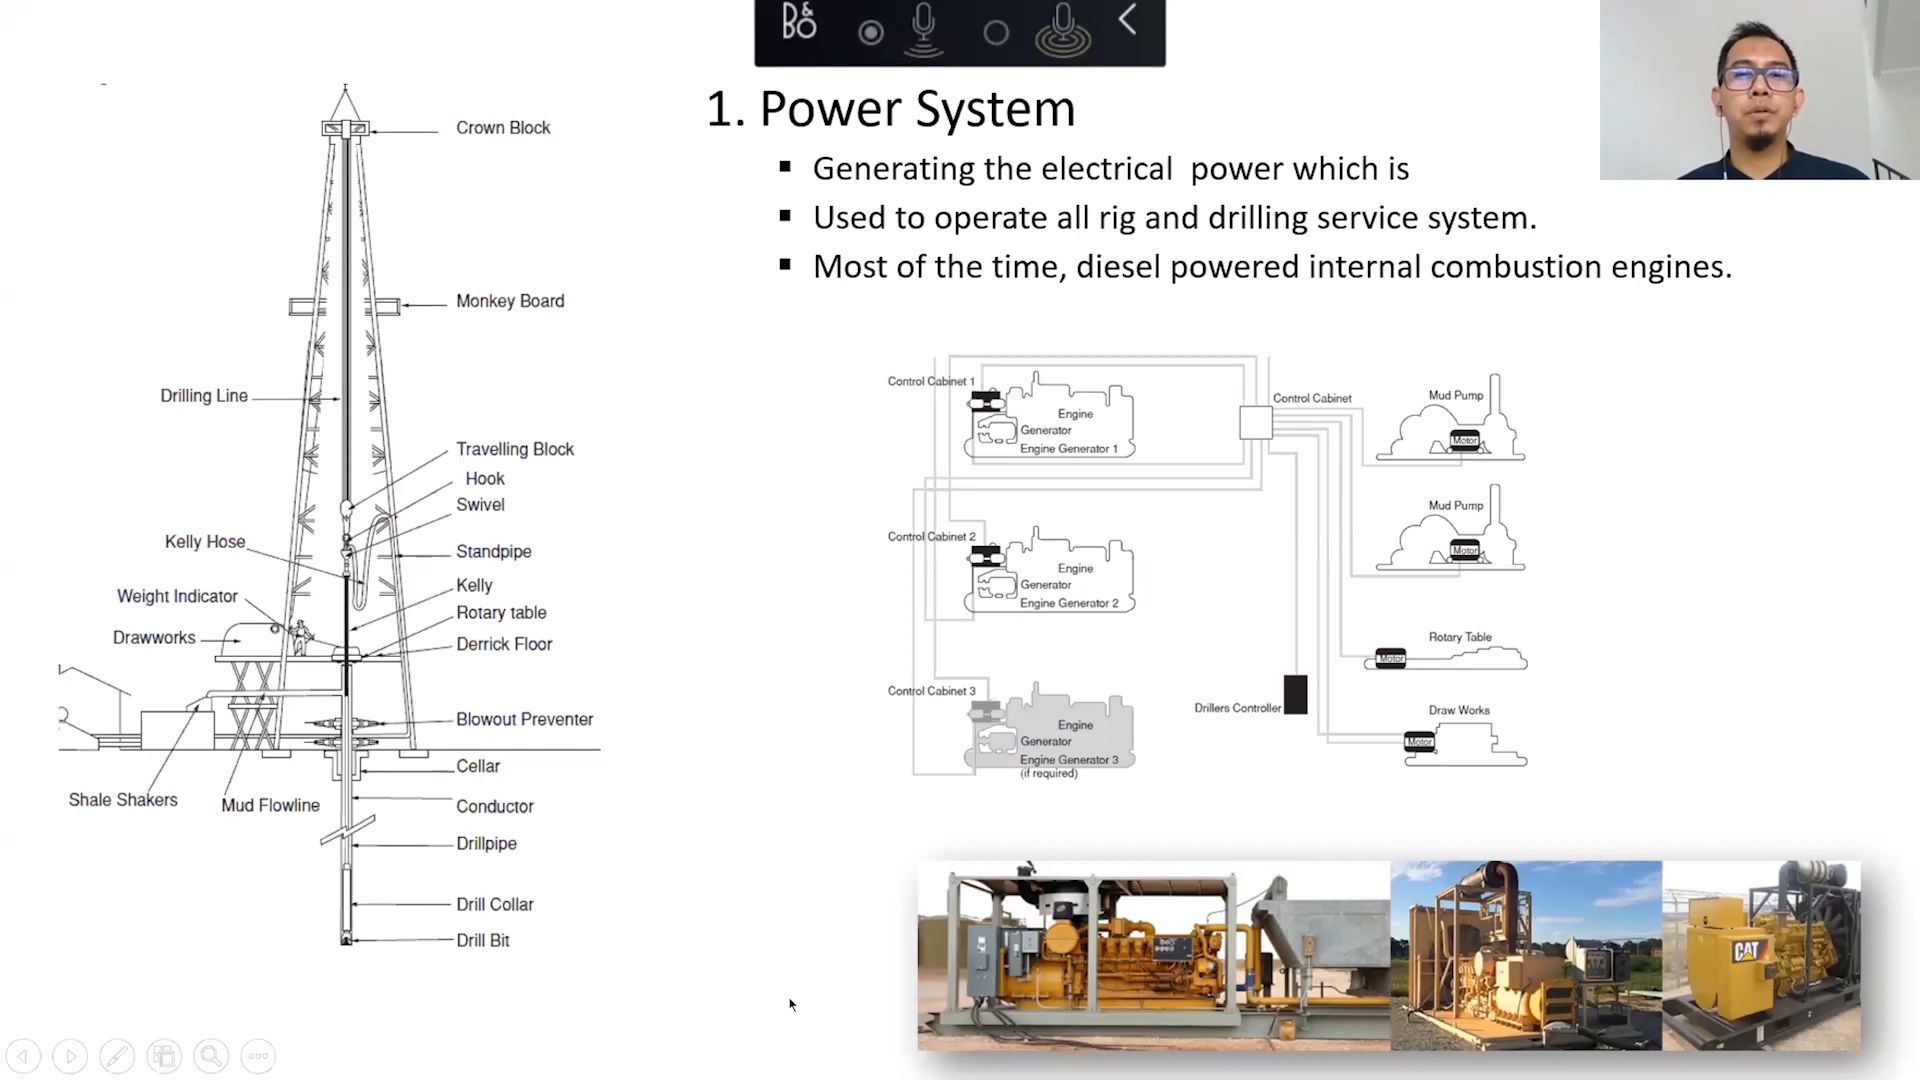 B&O
1. Power System
▪ Generating the electrical power which is
▪ Used to operate all rig and drilling service system.
▪ Most of the time, diesel powered internal combustion engines.
Crown Block
Monkey Board
Drilling Line
Travelling Block
Hook
Swivel
Kelly Hose
Standpipe
Kelly
Weight Indicator
Rotary table
Drawworks
Derrick Floor
Blowout Preventer
Cellar
Shale Shakers
Mud Flowline
Conductor
Drillpipe
Drill Collar
Drill Bit
Control Cabinet 1
Engine
Generator
Engine Generator 1
Control Cabinet
Mud Pump
Motor
Mud Pump
Motor
Control Cabinet 2
Engine
Generator
Engine Generator 2
Rotary Table
Motor
Control Cabinet 3
Engine
Generator
Engine Generator 3
(if required)
Drillers Controller
Draw Works
Motor
CAT